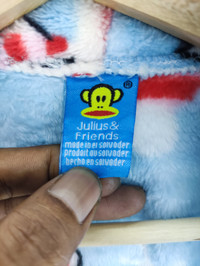 ®
Julius &
Friends
made in el salvador
produit au salvador
hecho en salvador